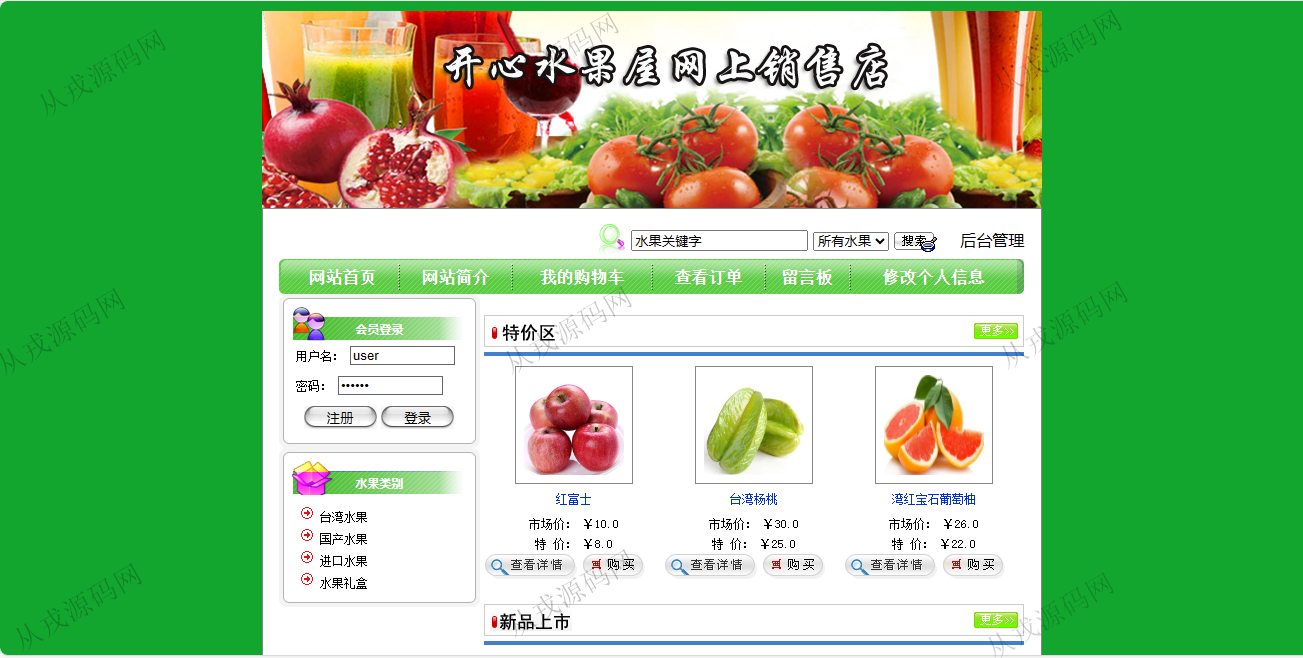 开心水果屋网上销售店
水果关键字 所有水果 搜索 后台管理
网站首页 网站简介 我的购物车 查看订单 留言板 修改个人信息
会员登录
用户名： user
密码： ••••••
注册 登录
水果类别
台湾水果
国产水果
进口水果
水果礼盒
特价区 更多>>
红富士 台湾杨桃 湾红宝石葡萄柚
市场价： ￥10.0 市场价： ￥30.0 市场价： ￥26.0
特 价： ￥8.0 特 价： ￥25.0 特 价： ￥22.0
查看详情 购 买 查看详情 购 买 查看详情 购 买
新品上市 更多>>
从戎源码网
从戎源码网
从戎源码网
从戎源码网
从戎源码网
从戎源码网
从戎源码网
从戎源码网
从戎源码网